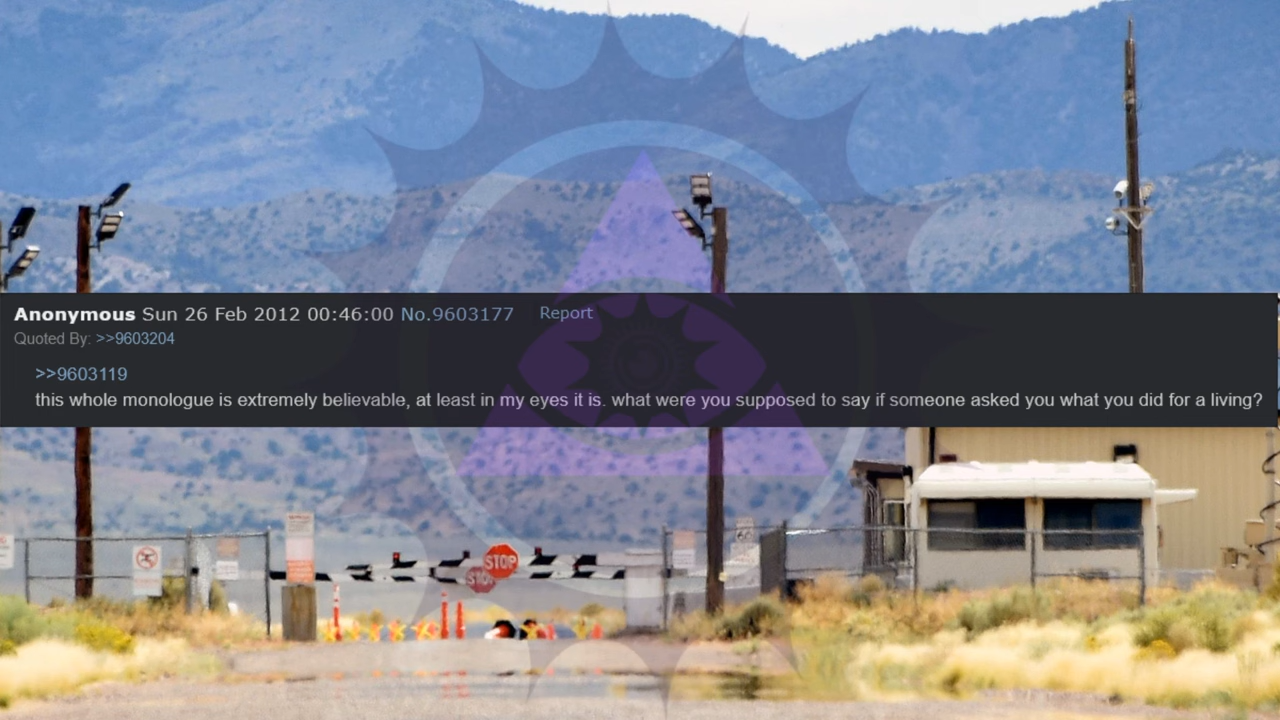 Anonymous Sun 26 Feb 2012 00:46:00 No.9603177 Report
Quoted By: >>9603204
>>9603119
this whole monologue is extremely believable, at least in my eyes it is. what were you supposed to say if someone asked you what you did for a living?
STOP
STOP